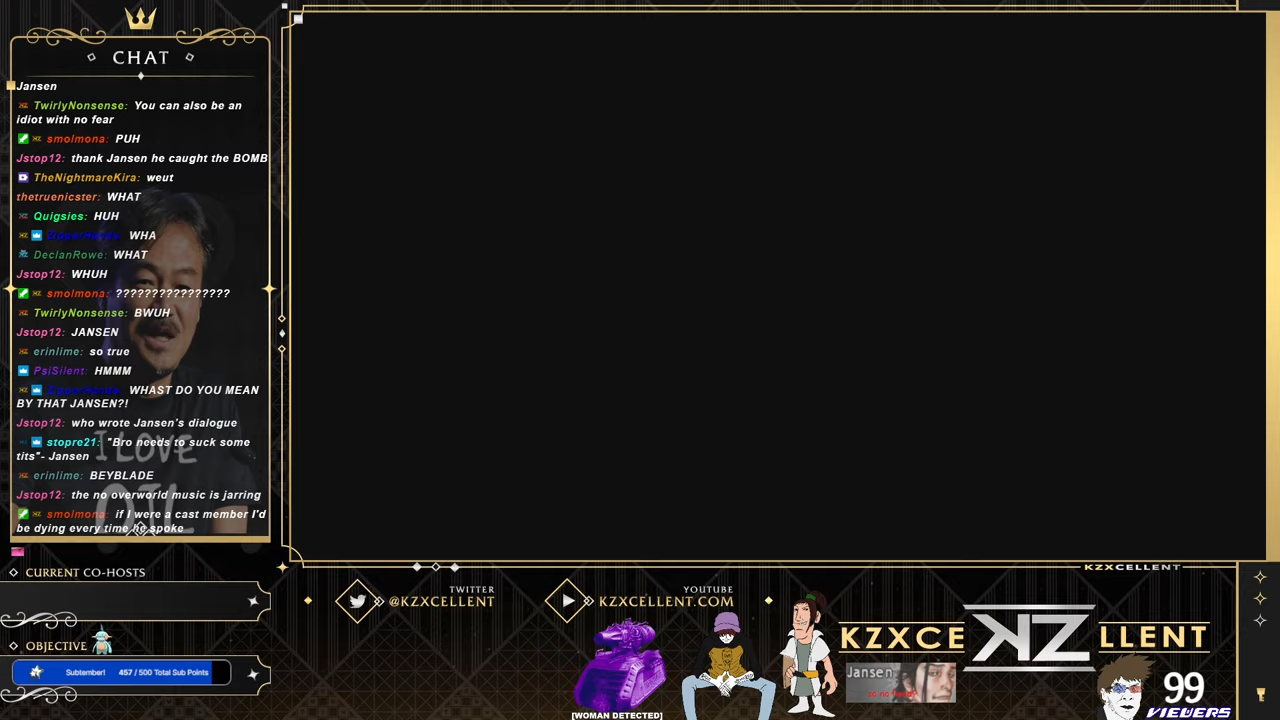 CHAT
Jansen
TwirlyNonsense: You can also be an
idiot with no fear
smolmona: PUH
Jstop12: thank Jansen he caught the BOMB
TheNightmareKira: weut
thetruenicster: WHAT
Quigsies: HUH
WHA
DeclanRowe: WHAT
Jstop12: WHUH
smolmona: ???????????????
TwirlyNonsense: BWUH
Jstop12: JANSEN
erinlime: so true
PsiSilent: HMMM
WHAST DO YOU MEAN
BY THAT JANSEN?!
Jstop12: who wrote Jansen's dialogue
stopre21: "Bro needs to suck some
tits"- Jansen
erinlime: BEYBLADE
Jstop12: the no overworld music is jarring
smolmona: if I were a cast member I'd
be dying every time he spoke
I LOVE
OIL
CURRENT CO-HOSTS
OBJECTIVE
Subtember! 457 / 500 Total Sub Points
TWITTER
@KZXCELLENT
YOUTUBE
KZXCELLENT.COM
KZXCELLENT
KZXCE KZ LLENT
Jansen
[WOMAN DETECTED]
99
VIEWERS